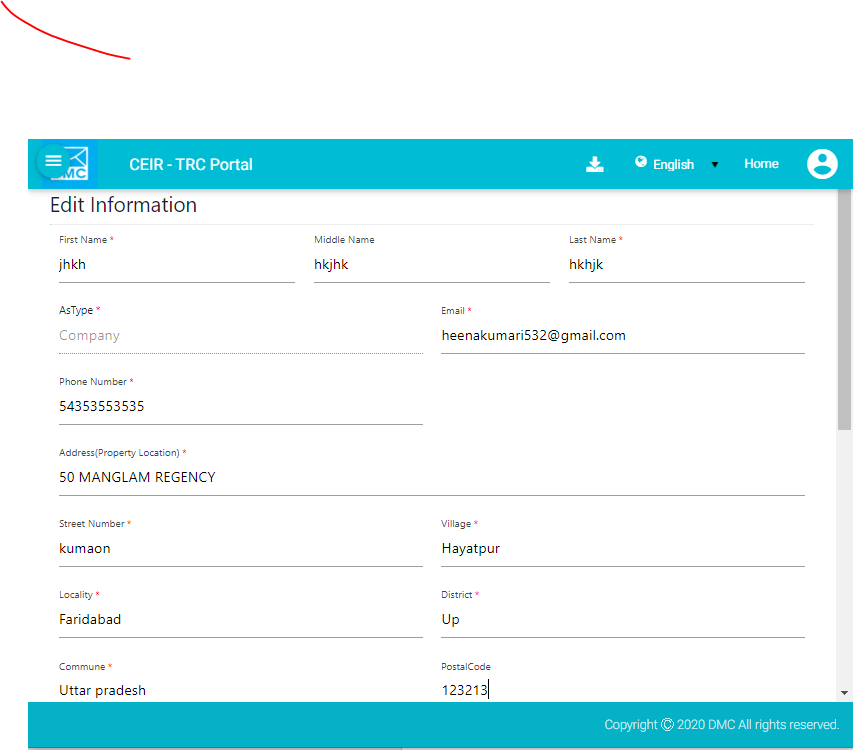 DMC CEIR - TRC Portal English Home
Edit Information
First Name * Middle Name Last Name *
jhkh hkjhk hkhjk
AsType * Email *
Company heenakumari532@gmail.com
Phone Number *
54353553535
Address(Property Location) *
50 MANGLAM REGENCY
Street Number * Village *
kumaon Hayatpur
Locality * District *
Faridabad Up
Commune * PostalCode
Uttar pradesh 123213
Copyright © 2020 DMC All rights reserved.